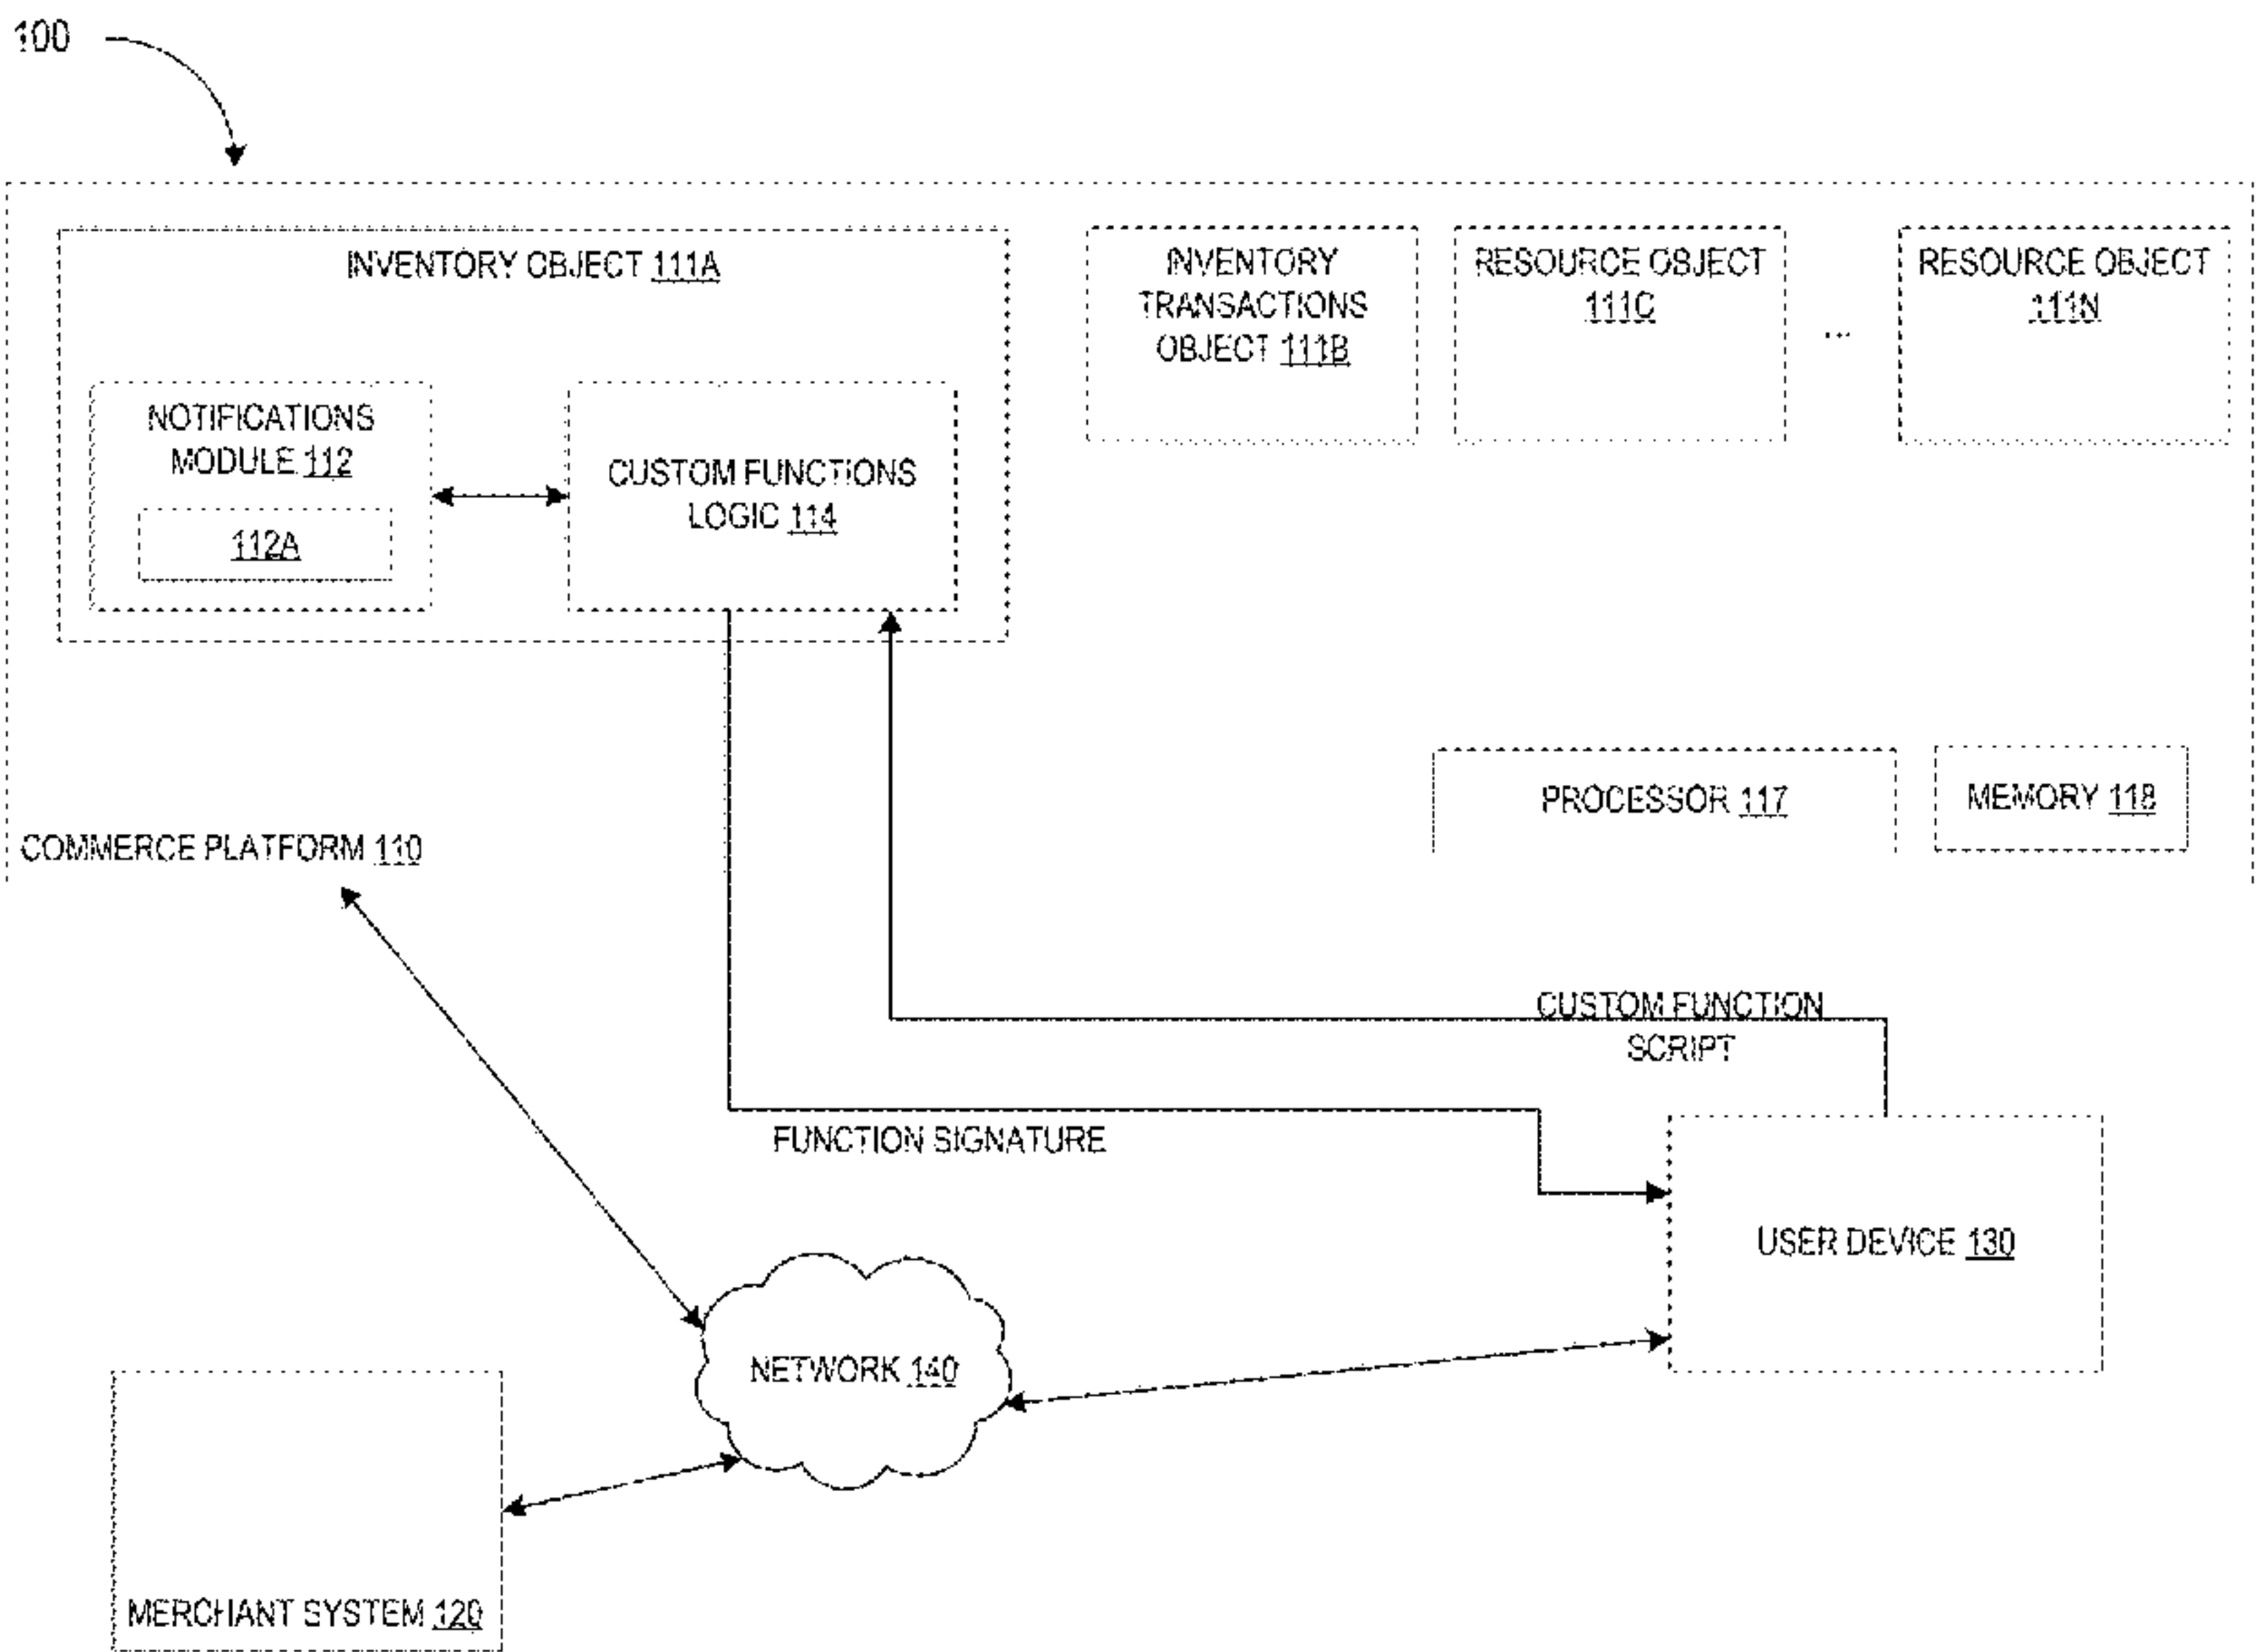 100
INVENTORY OBJECT 111A
INVENTORY
TRANSACTIONS
OBJECT 111B
RESOURCE OBJECT
111C
...
RESOURCE OBJECT
111N
NOTIFICATIONS
MODULE 112
112A
CUSTOM FUNCTIONS
LOGIC 114
PROCESSOR 117
MEMORY 118
COMMERCE PLATFORM 110
CUSTOM FUNCTION
SCRIPT
FUNCTION SIGNATURE
USER DEVICE 130
NETWORK 140
MERCHANT SYSTEM 120